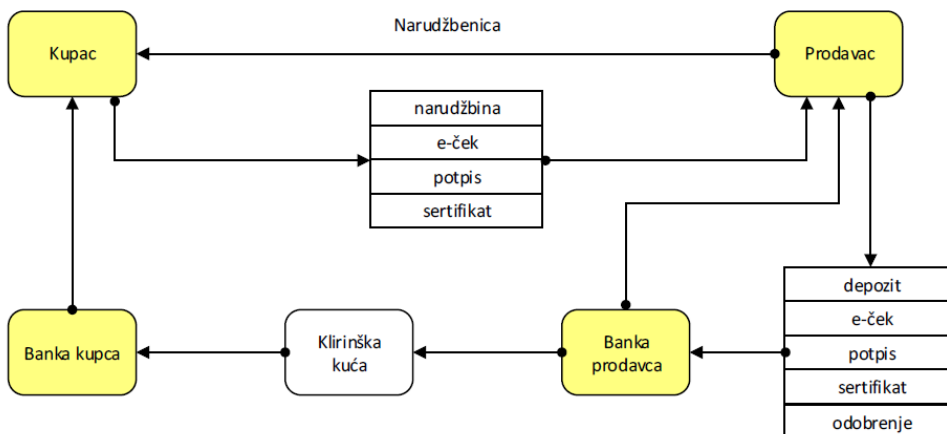 Narudžbenica
Kupac
Prodavac
narudžbina
e-ček
potpis
sertifikat
depozit
e-ček
potpis
sertifikat
odobrenje
Banka kupca
Klirinška
kuća
Banka
prodavca